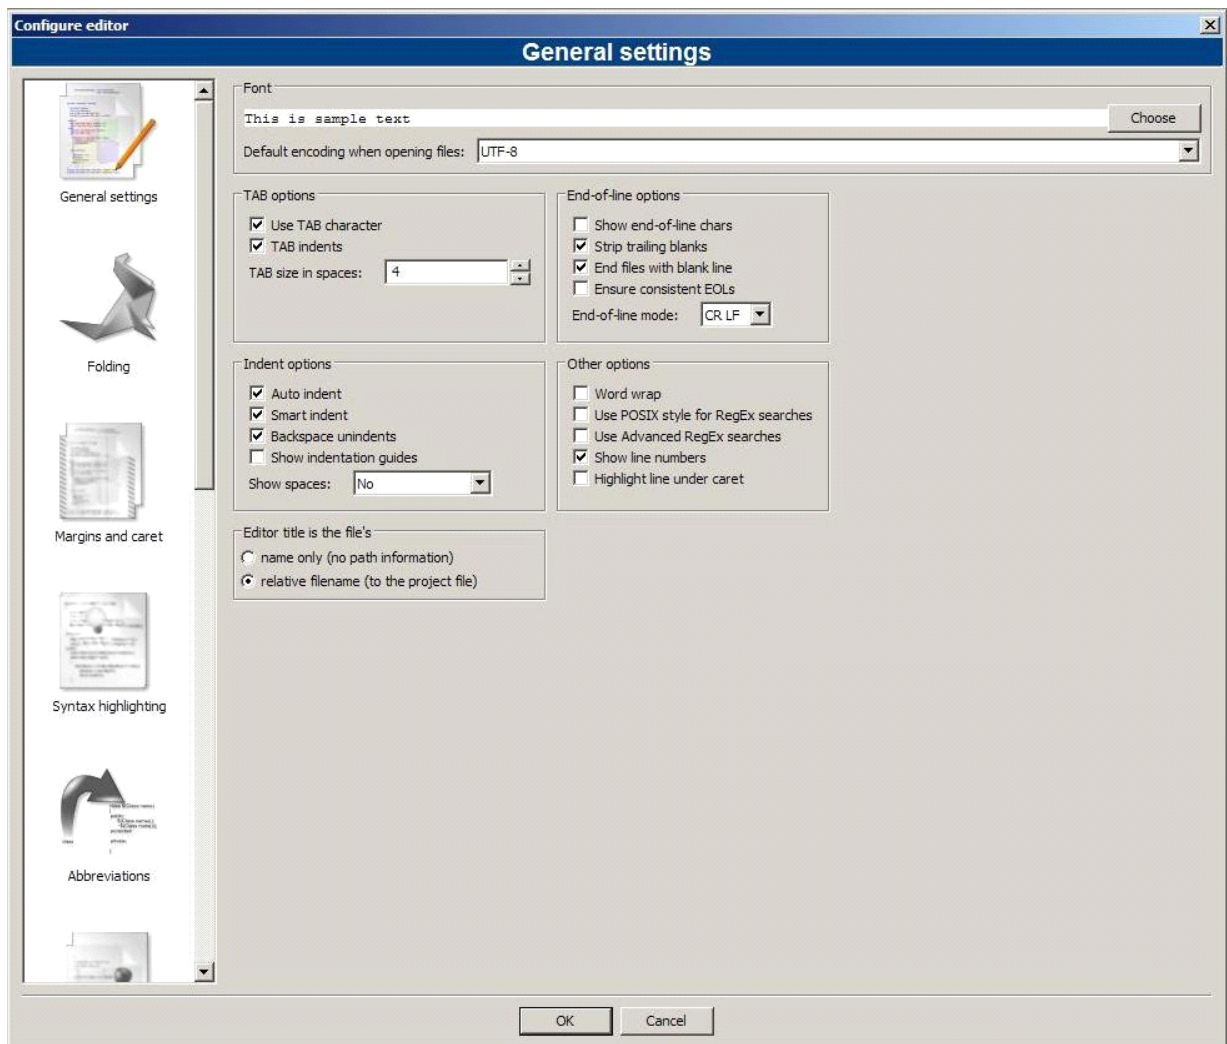 Configure editor
General settings
General settings
Folding
Margins and caret
Syntax highlighting
Abbreviations
Font
This is sample text
Choose
Default encoding when opening files: UTF-8
TAB options
Use TAB character
TAB indents
TAB size in spaces: 4
End-of-line options
Show end-of-line chars
Strip trailing blanks
End files with blank line
Ensure consistent EOLs
End-of-line mode: CR LF
Indent options
Auto indent
Smart indent
Backspace unindents
Show indentation guides
Show spaces: No
Other options
Word wrap
Use POSIX style for RegEx searches
Use Advanced RegEx searches
Show line numbers
Highlight line under caret
Editor title is the file's
name only (no path information)
relative filename (to the project file)
OK
Cancel